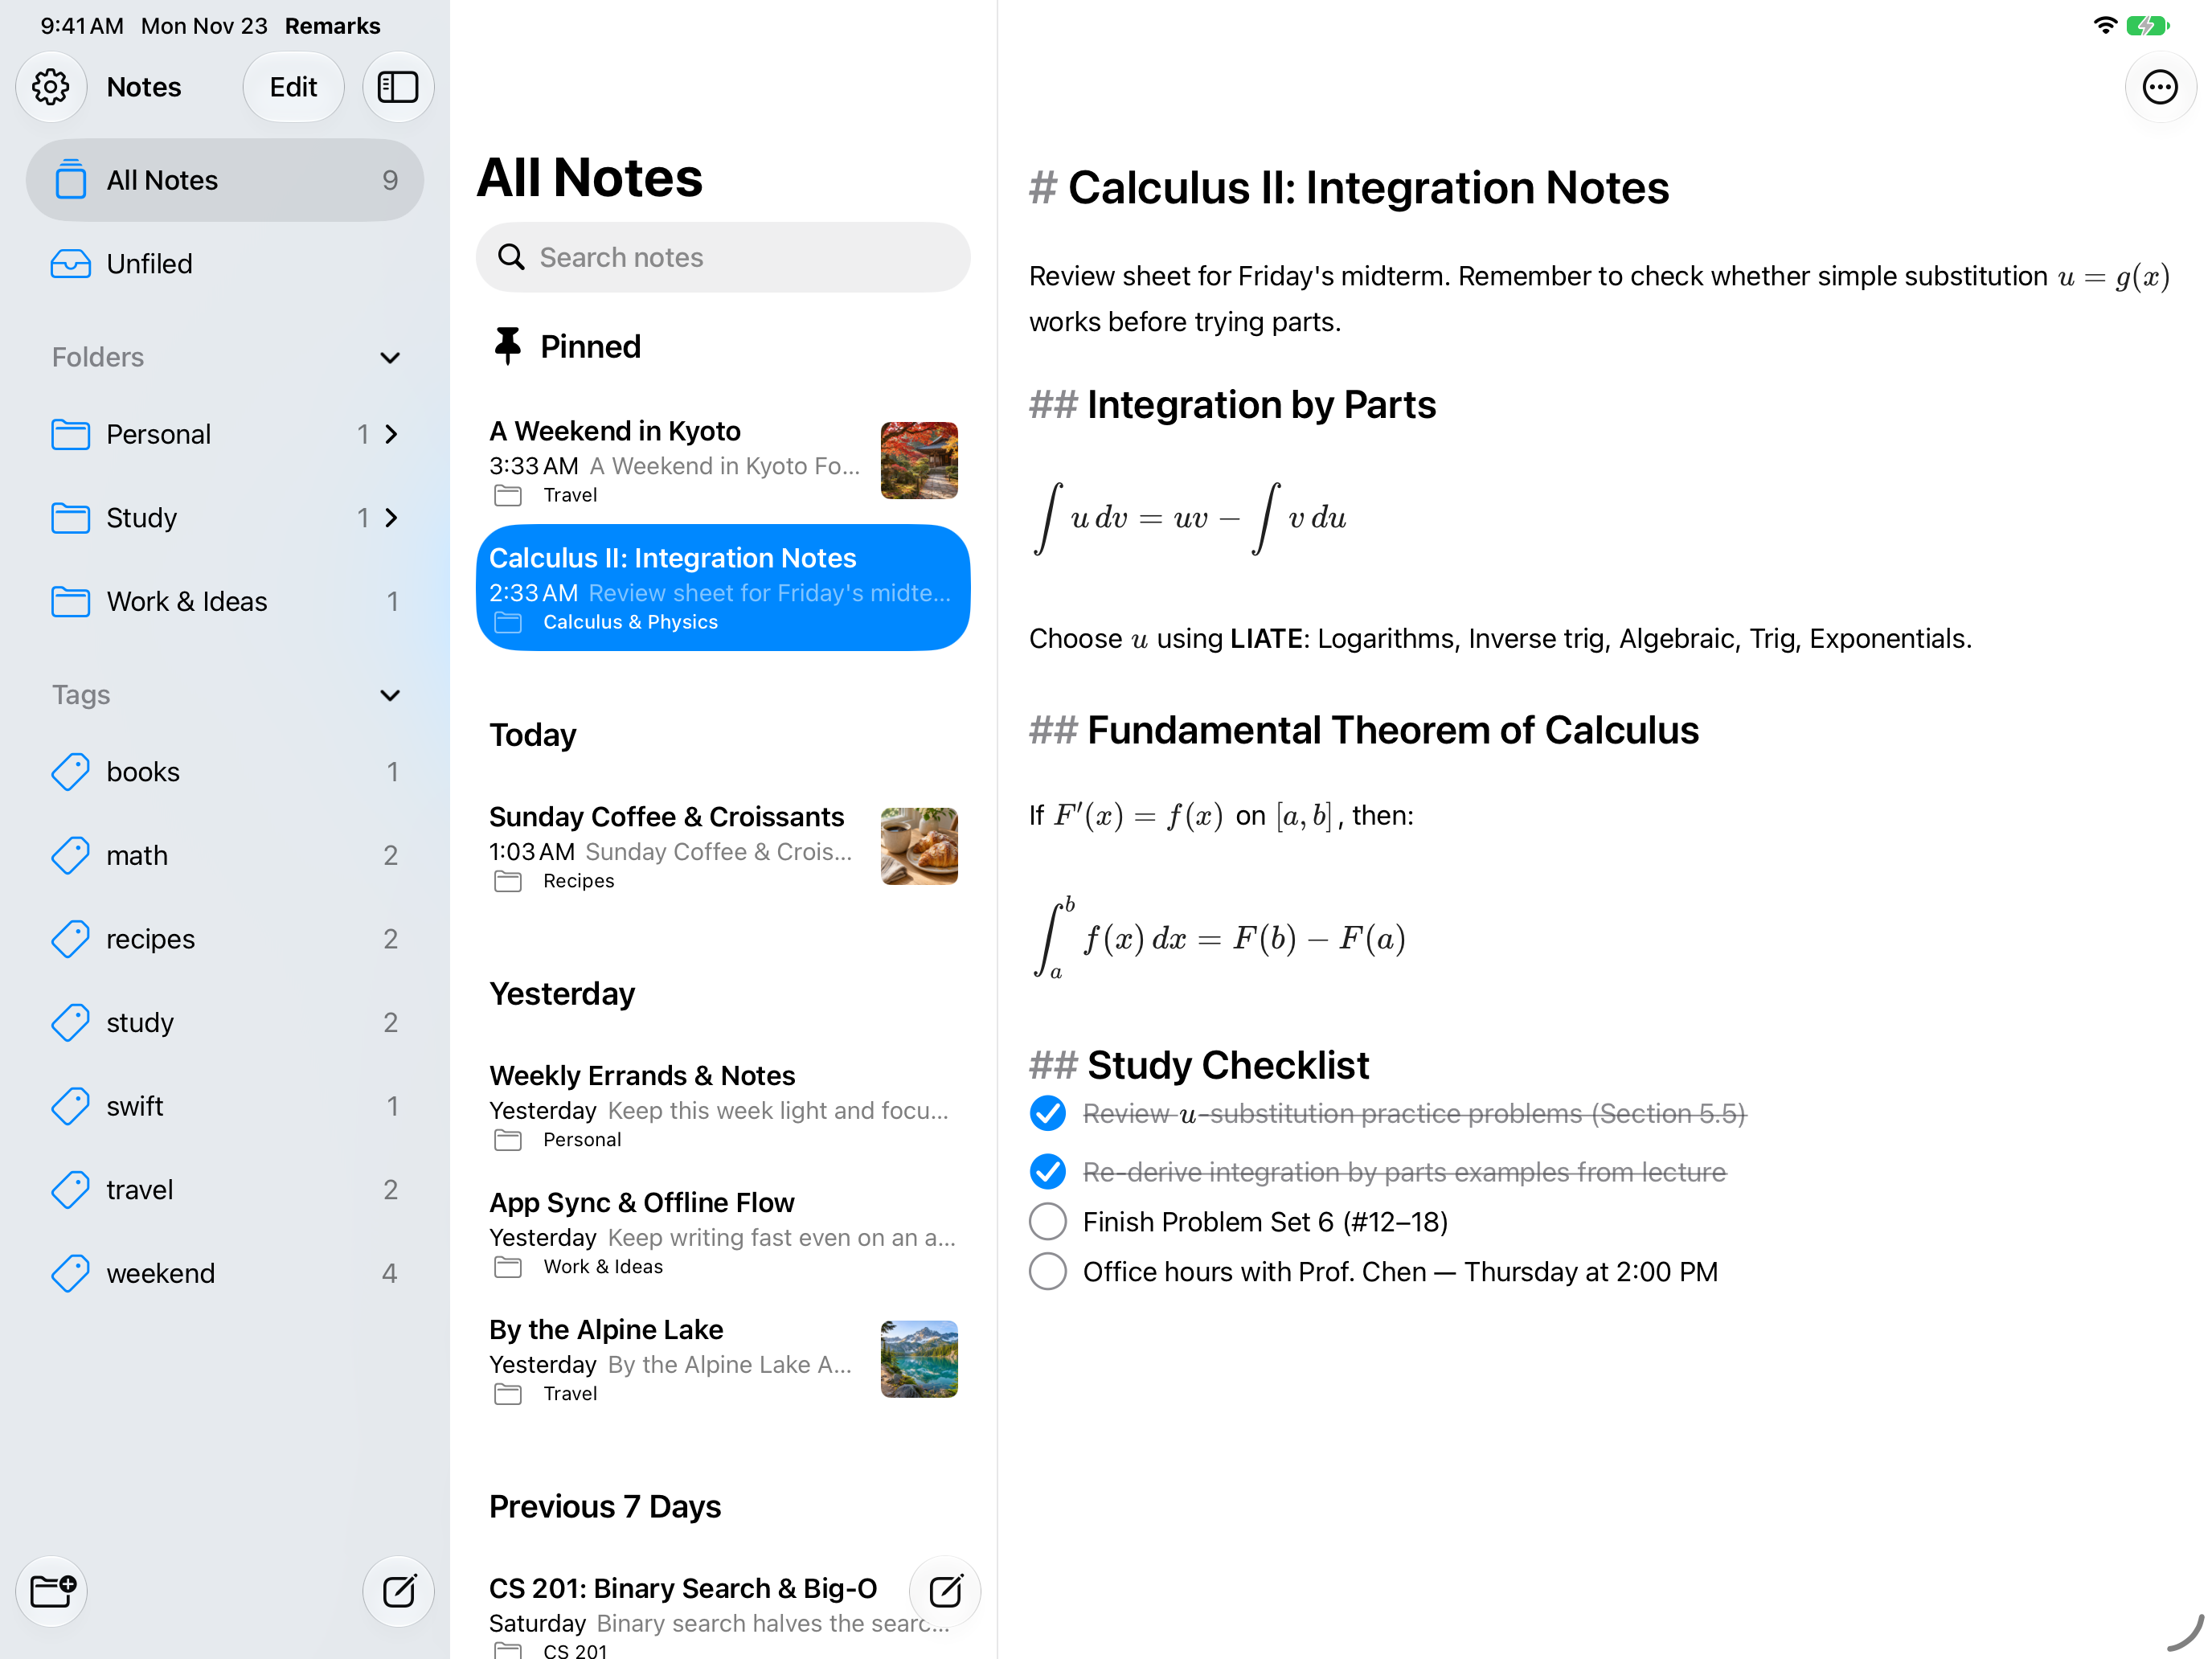 9:41 AM Mon Nov 23 Remarks
Notes
Edit
All Notes 9
Unfiled
Folders
Personal 1
Study 1
Work & Ideas 1
Tags
books 1
math 2
recipes 2
study 2
swift 1
travel 2
weekend 4
All Notes
Search notes
Pinned
A Weekend in Kyoto
3:33 AM A Weekend in Kyoto Fo...
Travel
Calculus II: Integration Notes
2:33 AM Review sheet for Friday's midte...
Calculus & Physics
Today
Sunday Coffee & Croissants
1:03 AM Sunday Coffee & Crois...
Recipes
Yesterday
Weekly Errands & Notes
Yesterday Keep this week light and focu...
Personal
App Sync & Offline Flow
Yesterday Keep writing fast even on an a...
Work & Ideas
By the Alpine Lake
Yesterday By the Alpine Lake A...
Travel
Previous 7 Days
CS 201: Binary Search & Big-O
Saturday Binary search halves the searc...
CS 201
# Calculus II: Integration Notes
Review sheet for Friday's midterm. Remember to check whether simple substitution u = g(x)
works before trying parts.
## Integration by Parts
∫ u dv = uv − ∫ v du
Choose u using LIATE: Logarithms, Inverse trig, Algebraic, Trig, Exponentials.
## Fundamental Theorem of Calculus
If F′(x) = f(x) on [a, b], then:
∫_a^b f(x) dx = F(b) − F(a)
## Study Checklist
Review u-substitution practice problems (Section 5.5)
Re-derive integration by parts examples from lecture
Finish Problem Set 6 (#12–18)
Office hours with Prof. Chen — Thursday at 2:00 PM